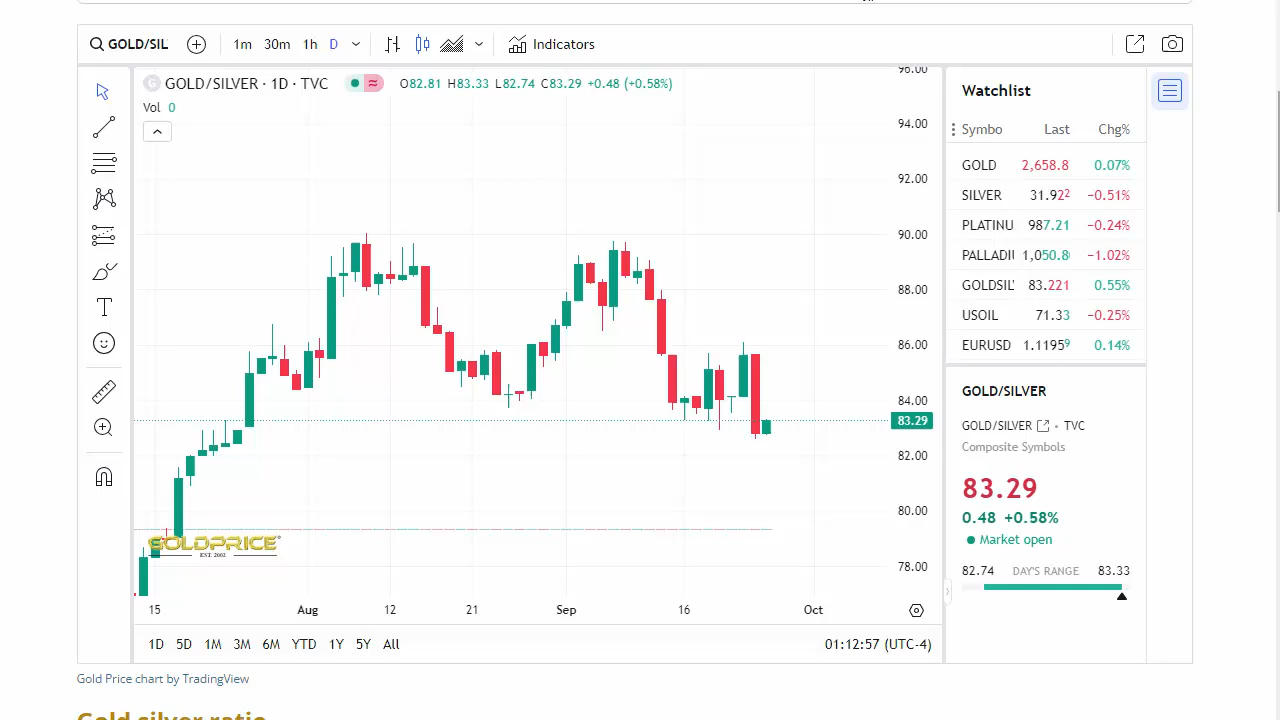 GOLD/SIL 1m 30m 1h D Indicators
GOLD/SILVER · 1D · TVC O82.81 H83.33 L82.74 C83.29 +0.48 (+0.58%)
Vol 0
96.00
94.00
92.00
90.00
88.00
86.00
84.00
83.29
82.00
80.00
78.00
GOLDPRICE
EST. 2002
15 Aug 12 21 Sep 16 Oct
1D 5D 1M 3M 6M YTD 1Y 5Y All 01:12:57 (UTC-4)
Watchlist
Symbo Last Chg%
GOLD 2,658.8 0.07%
SILVER 31.922 −0.51%
PLATINU 987.21 −0.24%
PALLADI 1,050.8 −1.02%
GOLDSIL 83.221 0.55%
USOIL 71.33 −0.25%
EURUSD 1.11959 0.14%
GOLD/SILVER
GOLD/SILVER · TVC
Composite Symbols
83.29
0.48 +0.58%
Market open
82.74 DAY'S RANGE 83.33
Gold Price chart by TradingView
Gold silver ratio